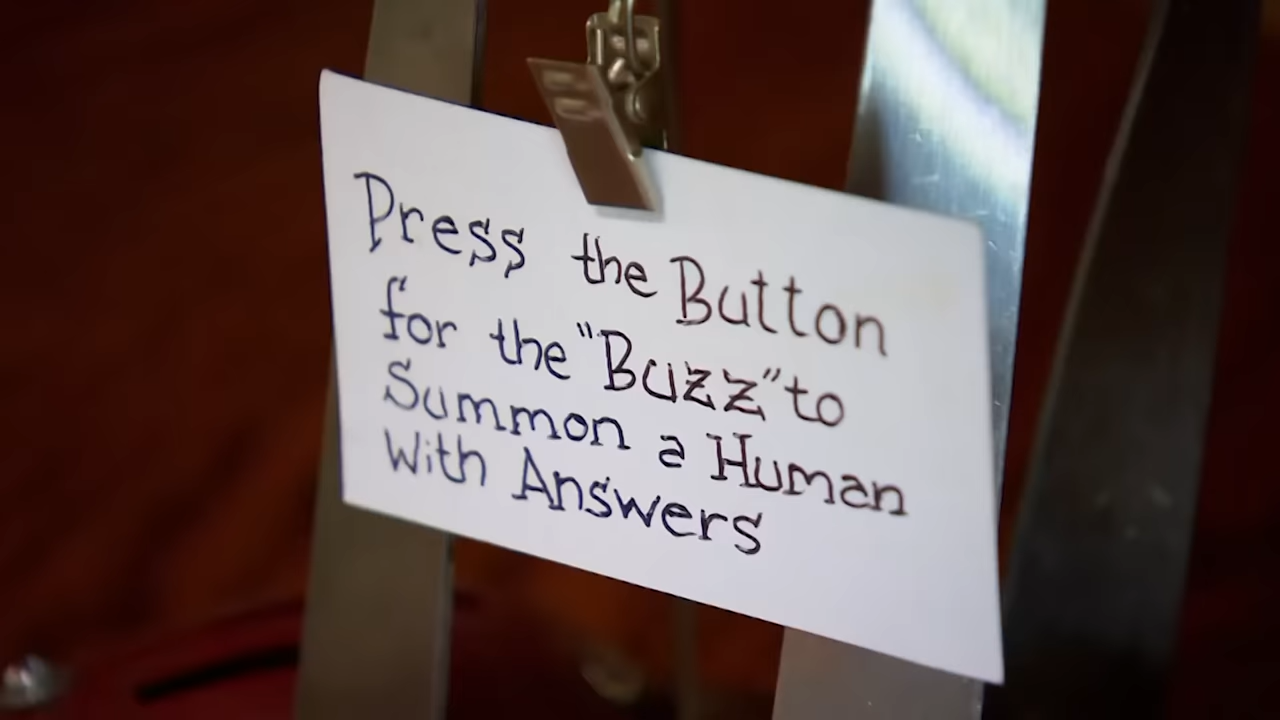 Press the Button
for the "Buzz" to
Summon a Human
With Answers